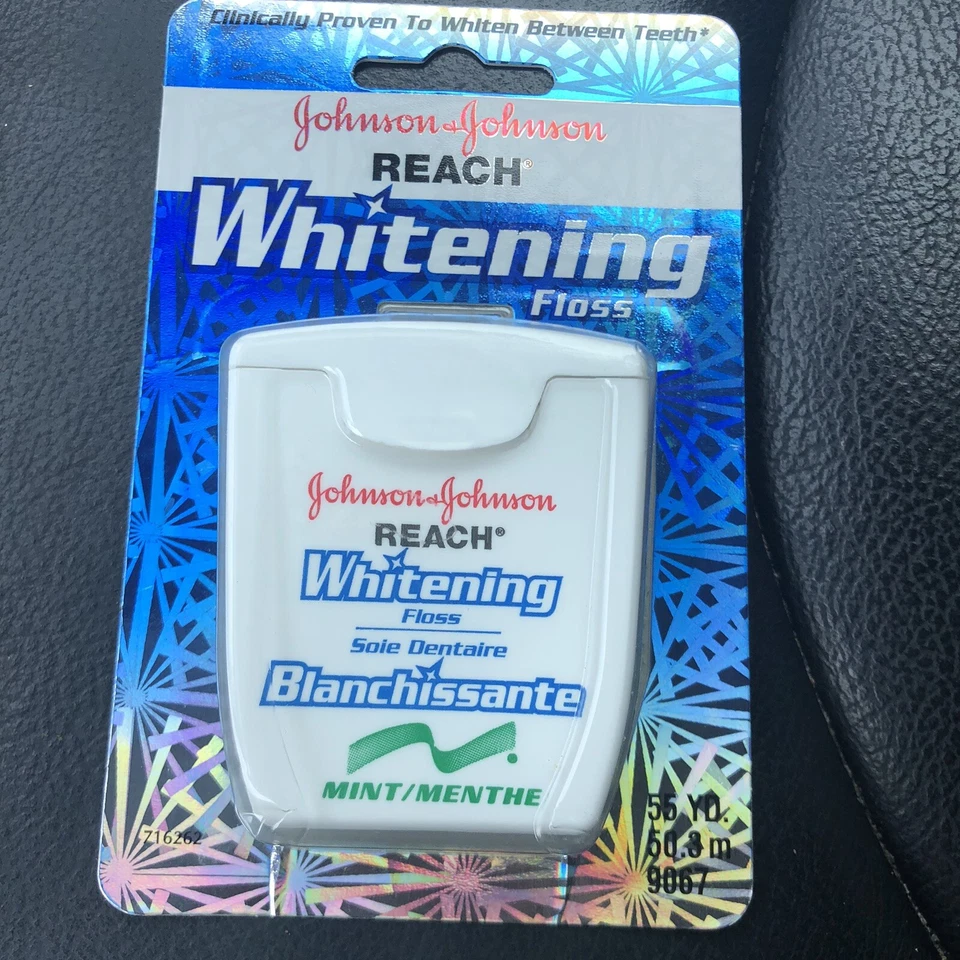 Clinically Proven To Whiten Between Teeth*
Johnson & Johnson
REACH®
Whitening
Floss
Johnson & Johnson
REACH®
Whitening
Floss
Soie Dentaire
Blanchissante
MINT/MENTHE
716262
55 YD.
50.3 m
9067